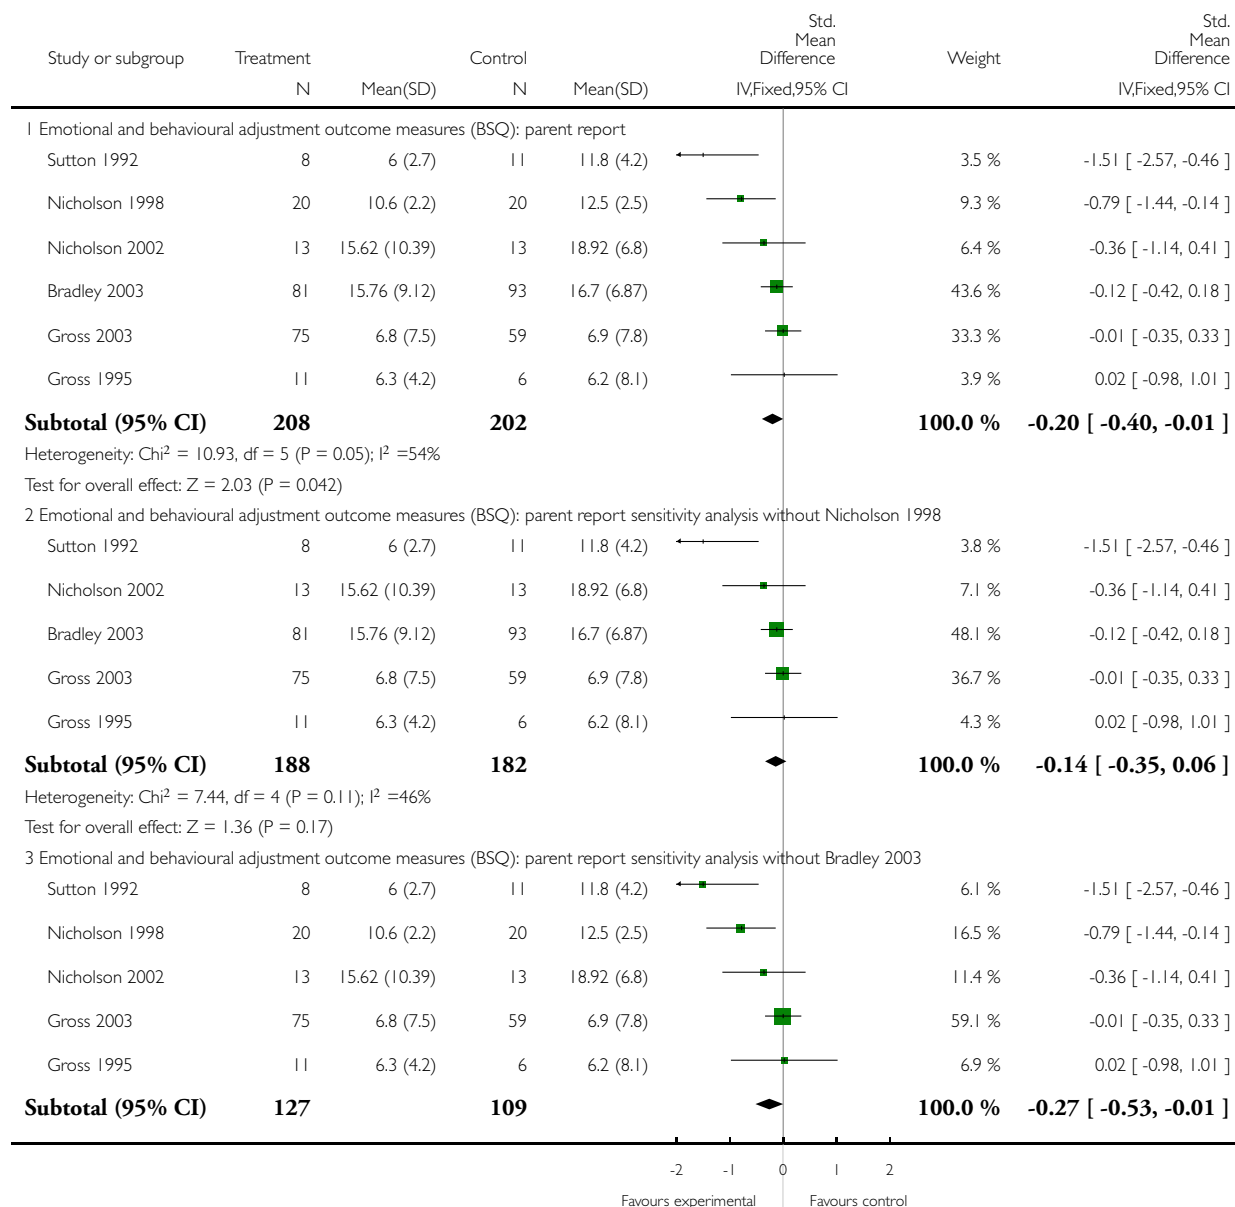 Std. Mean Difference Std. Mean Difference
Study or subgroup Treatment Control Weight
N Mean(SD) N Mean(SD) IV,Fixed,95% CI IV,Fixed,95% CI
1 Emotional and behavioural adjustment outcome measures (BSQ): parent report
Sutton 1992 8 6 (2.7) 11 11.8 (4.2) 3.5 % -1.51 [ -2.57, -0.46 ]
Nicholson 1998 20 10.6 (2.2) 20 12.5 (2.5) 9.3 % -0.79 [ -1.44, -0.14 ]
Nicholson 2002 13 15.62 (10.39) 13 18.92 (6.8) 6.4 % -0.36 [ -1.14, 0.41 ]
Bradley 2003 81 15.76 (9.12) 93 16.7 (6.87) 43.6 % -0.12 [ -0.42, 0.18 ]
Gross 2003 75 6.8 (7.5) 59 6.9 (7.8) 33.3 % -0.01 [ -0.35, 0.33 ]
Gross 1995 11 6.3 (4.2) 6 6.2 (8.1) 3.9 % 0.02 [ -0.98, 1.01 ]
Subtotal (95% CI) 208 202 100.0 % -0.20 [ -0.40, -0.01 ]
Heterogeneity: Chi² = 10.93, df = 5 (P = 0.05); I² =54%
Test for overall effect: Z = 2.03 (P = 0.042)
2 Emotional and behavioural adjustment outcome measures (BSQ): parent report sensitivity analysis without Nicholson 1998
Sutton 1992 8 6 (2.7) 11 11.8 (4.2) 3.8 % -1.51 [ -2.57, -0.46 ]
Nicholson 2002 13 15.62 (10.39) 13 18.92 (6.8) 7.1 % -0.36 [ -1.14, 0.41 ]
Bradley 2003 81 15.76 (9.12) 93 16.7 (6.87) 48.1 % -0.12 [ -0.42, 0.18 ]
Gross 2003 75 6.8 (7.5) 59 6.9 (7.8) 36.7 % -0.01 [ -0.35, 0.33 ]
Gross 1995 11 6.3 (4.2) 6 6.2 (8.1) 4.3 % 0.02 [ -0.98, 1.01 ]
Subtotal (95% CI) 188 182 100.0 % -0.14 [ -0.35, 0.06 ]
Heterogeneity: Chi² = 7.44, df = 4 (P = 0.11); I² =46%
Test for overall effect: Z = 1.36 (P = 0.17)
3 Emotional and behavioural adjustment outcome measures (BSQ): parent report sensitivity analysis without Bradley 2003
Sutton 1992 8 6 (2.7) 11 11.8 (4.2) 6.1 % -1.51 [ -2.57, -0.46 ]
Nicholson 1998 20 10.6 (2.2) 20 12.5 (2.5) 16.5 % -0.79 [ -1.44, -0.14 ]
Nicholson 2002 13 15.62 (10.39) 13 18.92 (6.8) 11.4 % -0.36 [ -1.14, 0.41 ]
Gross 2003 75 6.8 (7.5) 59 6.9 (7.8) 59.1 % -0.01 [ -0.35, 0.33 ]
Gross 1995 11 6.3 (4.2) 6 6.2 (8.1) 6.9 % 0.02 [ -0.98, 1.01 ]
Subtotal (95% CI) 127 109 100.0 % -0.27 [ -0.53, -0.01 ]
-2 -1 0 1 2
Favours experimental Favours control